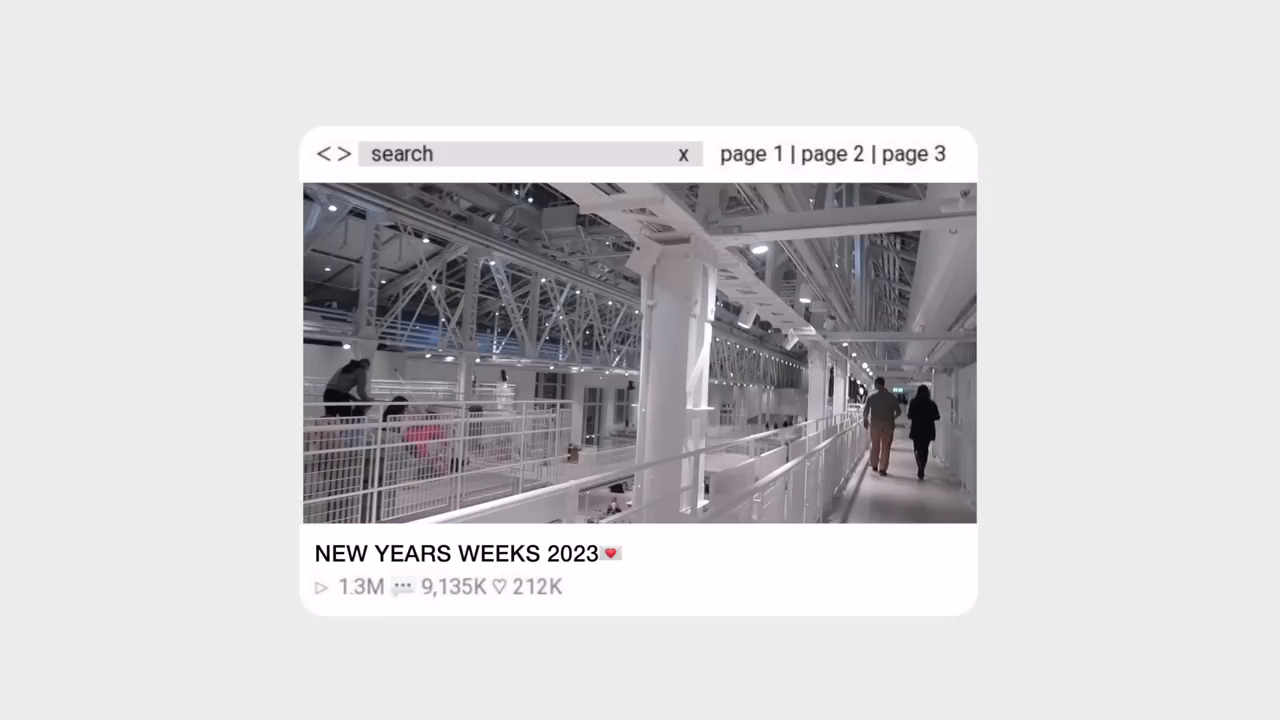 < > search x page 1 | page 2 | page 3
NEW YEARS WEEKS 2023💌
▷ 1.3M 💬 9,135K ♡ 212K